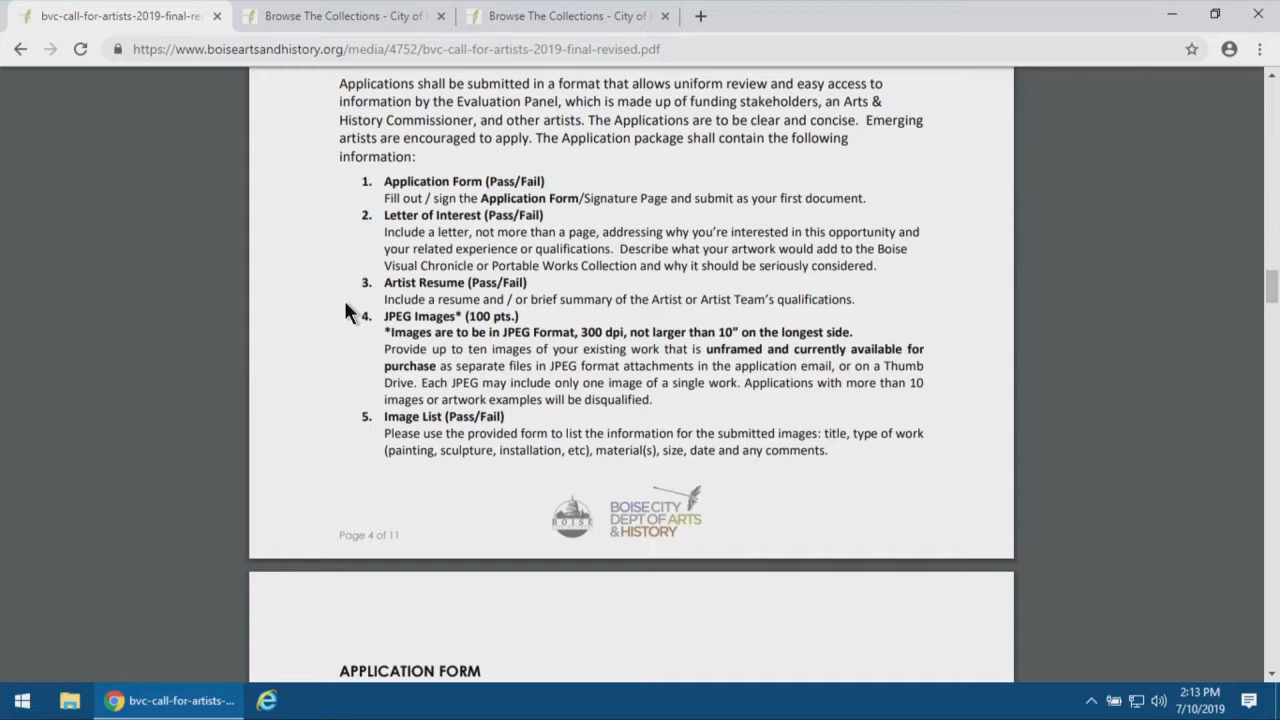 bvc-call-for-artists-2019-final-rev
Browse The Collections - City of
Browse The Collections - City of
https://www.boiseartsandhistory.org/media/4752/bvc-call-for-artists-2019-final-revised.pdf
Applications shall be submitted in a format that allows uniform review and easy access to
information by the Evaluation Panel, which is made up of funding stakeholders, an Arts &
History Commissioner, and other artists. The Applications are to be clear and concise.  Emerging
artists are encouraged to apply. The Application package shall contain the following
information:
1. Application Form (Pass/Fail)
Fill out / sign the Application Form/Signature Page and submit as your first document.
2. Letter of Interest (Pass/Fail)
Include a letter, not more than a page, addressing why you're interested in this opportunity and
your related experience or qualifications.  Describe what your artwork would add to the Boise
Visual Chronicle or Portable Works Collection and why it should be seriously considered.
3. Artist Resume (Pass/Fail)
Include a resume and / or brief summary of the Artist or Artist Team's qualifications.
4. JPEG Images* (100 pts.)
*Images are to be in JPEG Format, 300 dpi, not larger than 10" on the longest side.
Provide up to ten images of your existing work that is unframed and currently available for
purchase as separate files in JPEG format attachments in the application email, or on a Thumb
Drive. Each JPEG may include only one image of a single work. Applications with more than 10
images or artwork examples will be disqualified.
5. Image List (Pass/Fail)
Please use the provided form to list the information for the submitted images: title, type of work
(painting, sculpture, installation, etc), material(s), size, date and any comments.
BOISE
BOISE CITY
DEPT OF ARTS
& HISTORY
Page 4 of 11
APPLICATION FORM
bvc-call-for-artists-...
2:13 PM
7/10/2019